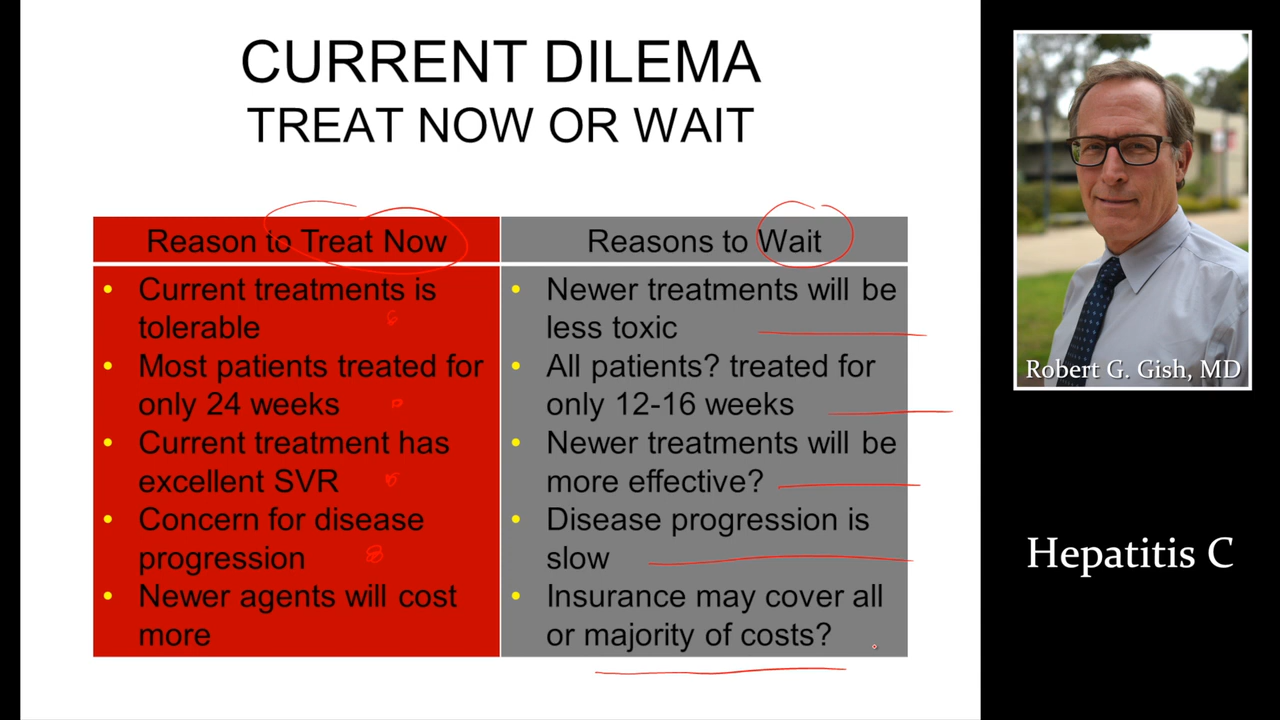 CURRENT DILEMA
TREAT NOW OR WAIT
Reason to Treat Now
• Current treatments is
tolerable
• Most patients treated for
only 24 weeks
• Current treatment has
excellent SVR
• Concern for disease
progression
• Newer agents will cost
more
Reasons to Wait
• Newer treatments will be
less toxic
• All patients? treated for
only 12-16 weeks
• Newer treatments will be
more effective?
• Disease progression is
slow
• Insurance may cover all
or majority of costs?
Robert G. Gish, MD
Hepatitis C